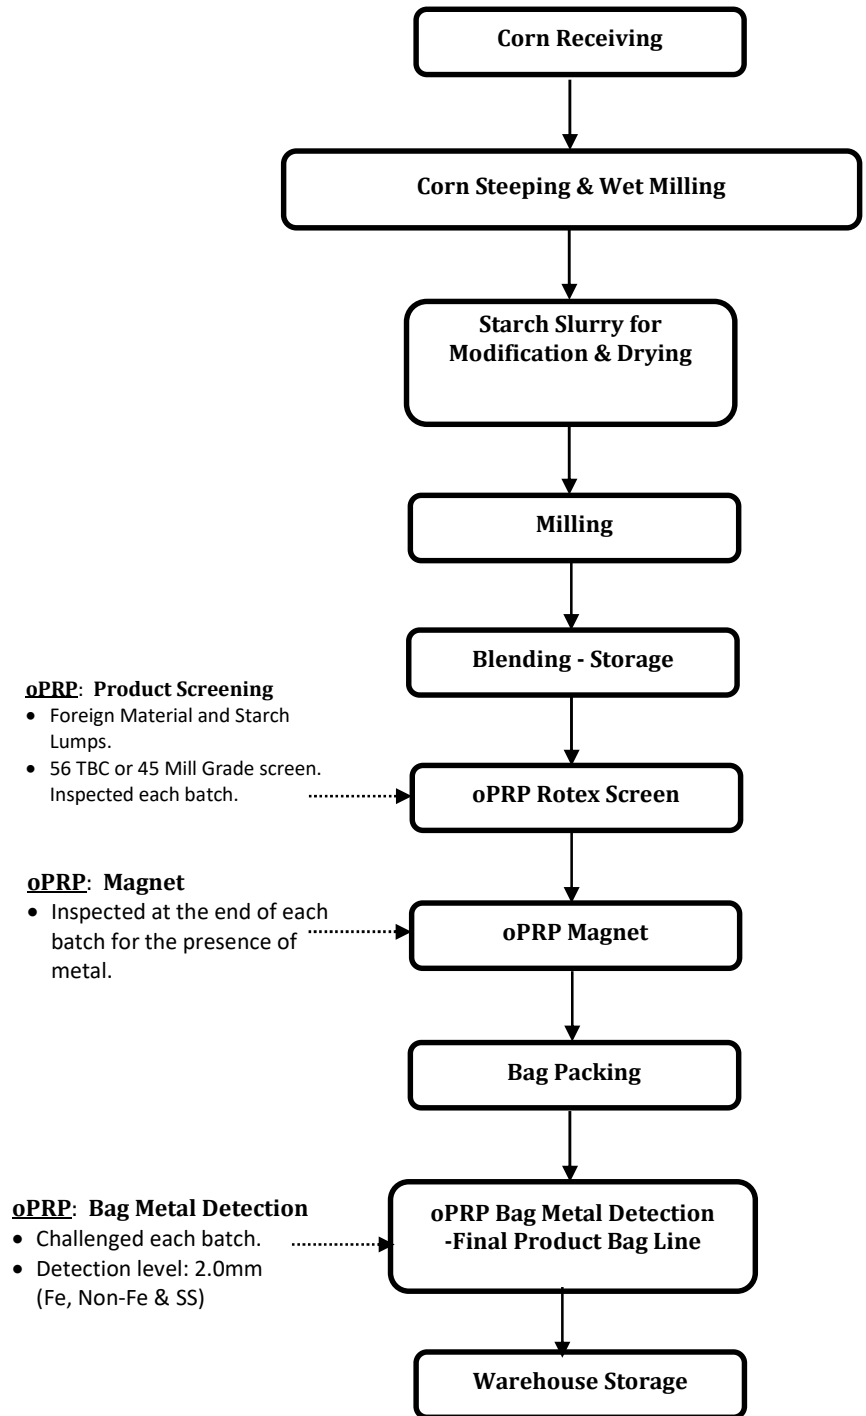 Corn Receiving
Corn Steeping & Wet Milling
Starch Slurry for
Modification & Drying
Milling
Blending - Storage
oPRP: Product Screening
• Foreign Material and Starch
Lumps.
• 56 TBC or 45 Mill Grade screen.
Inspected each batch.
oPRP Rotex Screen
oPRP: Magnet
• Inspected at the end of each
batch for the presence of
metal.
oPRP Magnet
Bag Packing
oPRP: Bag Metal Detection
• Challenged each batch.
• Detection level: 2.0mm
(Fe, Non-Fe & SS)
oPRP Bag Metal Detection
-Final Product Bag Line
Warehouse Storage